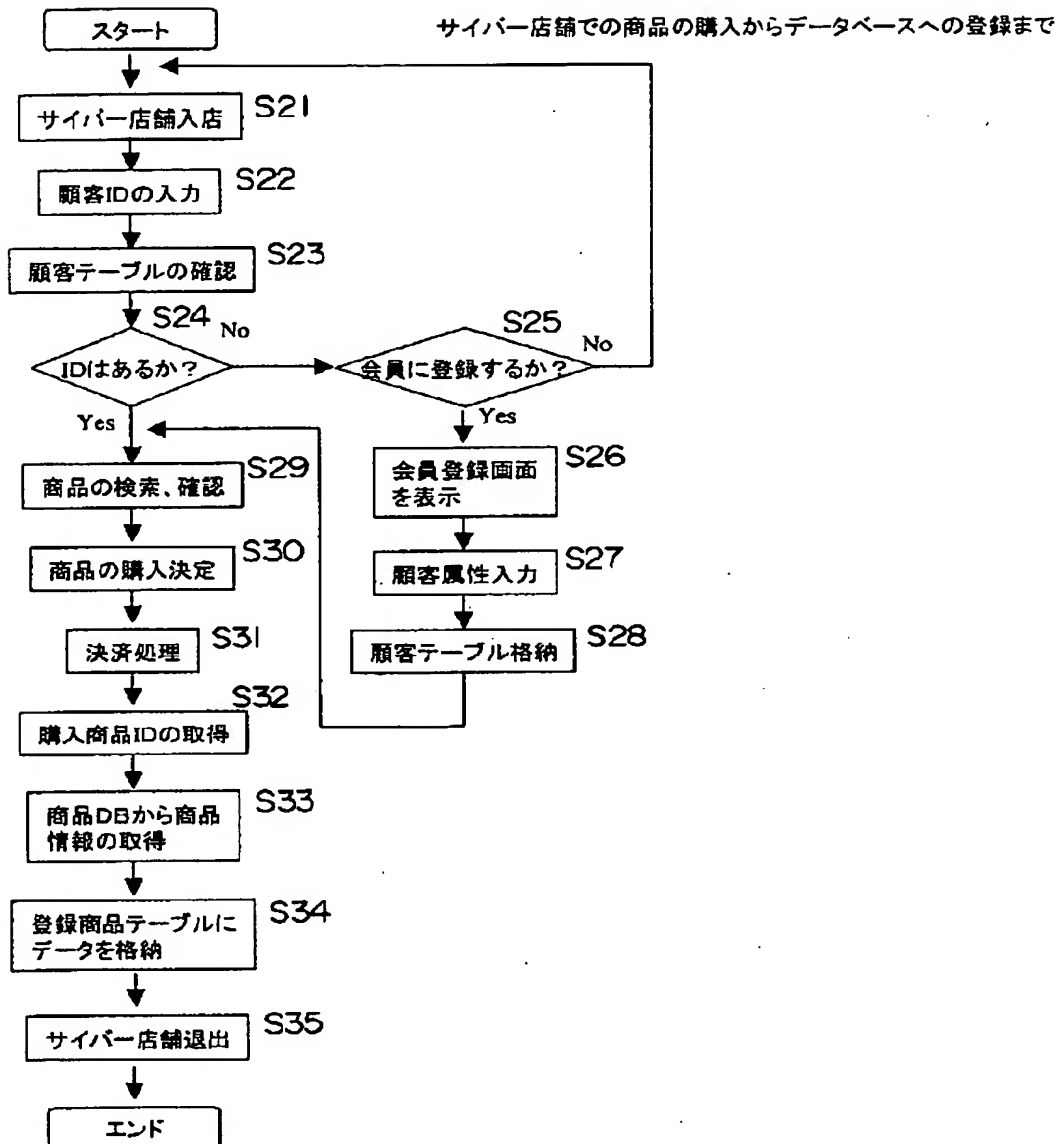 スタート
サイバー店舗での商品の購入からデータベースへの登録まで
サイバー店舗入店
S21
顧客IDの入力
S22
顧客テーブルの確認
S23
S24
No
IDはあるか?
Yes
S25
No
会員に登録するか?
Yes
会員登録画面
を表示
S26
顧客属性入力
S27
顧客テーブル格納
S28
商品の検索、確認
S29
商品の購入決定
S30
決済処理
S31
S32
購入商品IDの取得
商品DBから商品
情報の取得
S33
登録商品テーブルに
データを格納
S34
サイバー店舗退出
S35
エンド